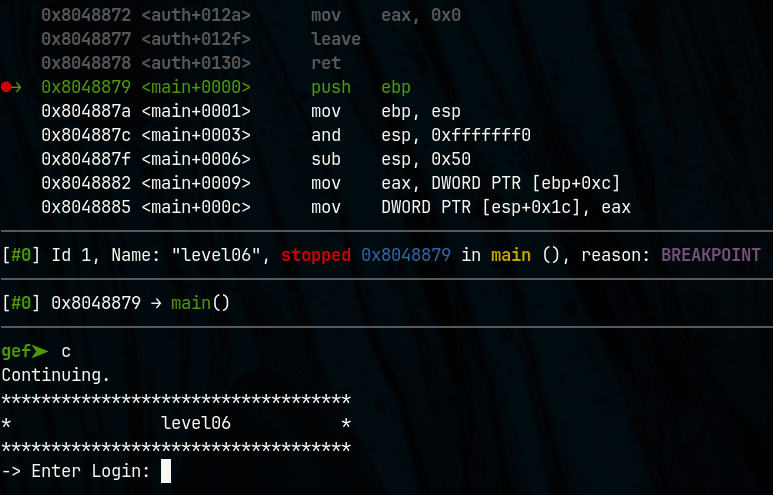 0x8048872 <auth+012a> mov eax, 0x0
0x8048877 <auth+012f> leave
0x8048878 <auth+0130> ret
●→ 0x8048879 <main+0000> push ebp
0x804887a <main+0001> mov ebp, esp
0x804887c <main+0003> and esp, 0xfffffff0
0x804887f <main+0006> sub esp, 0x50
0x8048882 <main+0009> mov eax, DWORD PTR [ebp+0xc]
0x8048885 <main+000c> mov DWORD PTR [esp+0x1c], eax
[#0] Id 1, Name: "level06", stopped 0x8048879 in main (), reason: BREAKPOINT
[#0] 0x8048879 → main()
gef➤ c
Continuing.
***********************************
* level06 *
***********************************
-> Enter Login: